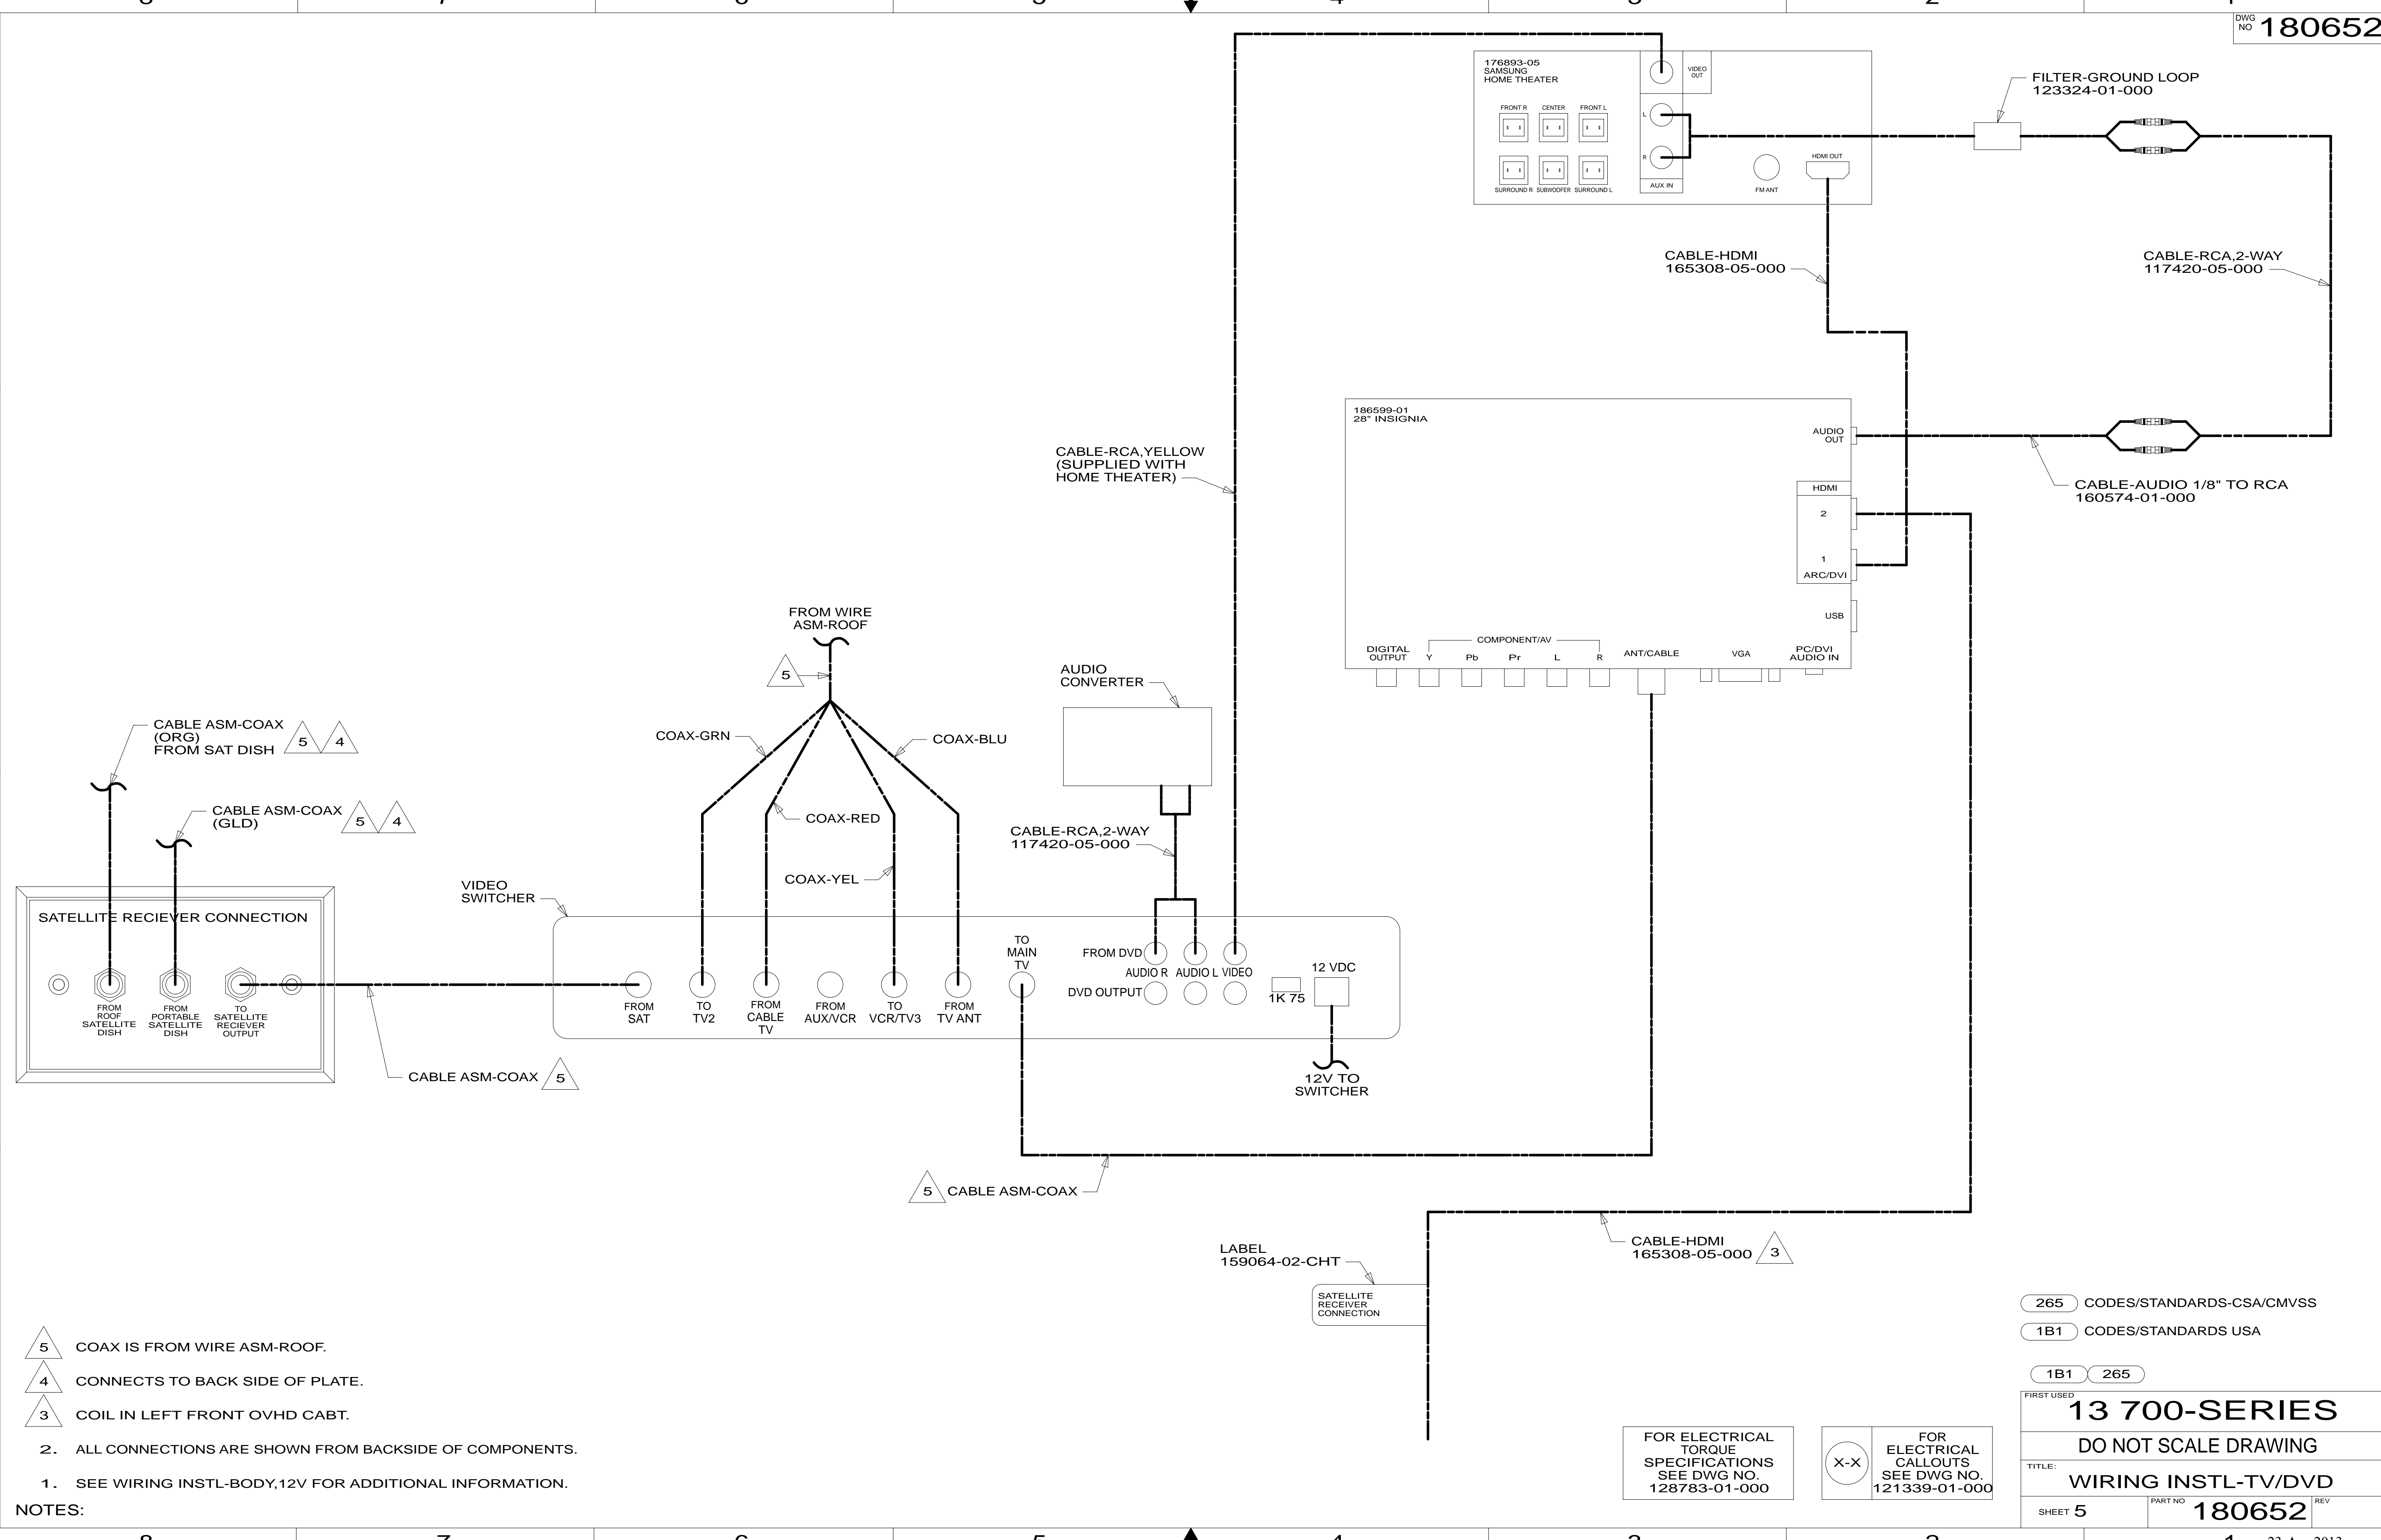 DWG
NO 180652
176893-05
SAMSUNG
HOME THEATER
VIDEO
OUT
FRONT R
CENTER
FRONT L
L
R
SURROUND R
SUBWOOFER
SURROUND L
AUX IN
FM ANT
HDMI OUT
FILTER-GROUND LOOP
123324-01-000
CABLE-HDMI
165308-05-000
CABLE-RCA,2-WAY
117420-05-000
186599-01
28" INSIGNIA
AUDIO
OUT
HDMI
2
1
ARC/DVI
USB
CABLE-RCA,YELLOW
(SUPPLIED WITH
HOME THEATER)
CABLE-AUDIO 1/8" TO RCA
160574-01-000
COMPONENT/AV
DIGITAL
OUTPUT
Y
Pb
Pr
L
R
ANT/CABLE
VGA
PC/DVI
AUDIO IN
FROM WIRE
ASM-ROOF
5
AUDIO
CONVERTER
CABLE ASM-COAX
(ORG)
FROM SAT DISH
5
4
COAX-GRN
COAX-BLU
CABLE ASM-COAX
(GLD)
5
4
COAX-RED
CABLE-RCA,2-WAY
117420-05-000
COAX-YEL
VIDEO
SWITCHER
SATELLITE RECIEVER CONNECTION
FROM
ROOF
SATELLITE
DISH
FROM
PORTABLE
SATELLITE
DISH
TO
SATELLITE
RECIEVER
OUTPUT
FROM
SAT
TO
TV2
FROM
CABLE
TV
FROM
AUX/VCR
TO
VCR/TV3
FROM
TV ANT
TO
MAIN
TV
FROM DVD
AUDIO R
AUDIO L
VIDEO
DVD OUTPUT
1K 75
12 VDC
12V TO
SWITCHER
CABLE ASM-COAX
5
5
CABLE ASM-COAX
CABLE-HDMI
165308-05-000
3
LABEL
159064-02-CHT
SATELLITE
RECEIVER
CONNECTION
265 CODES/STANDARDS-CSA/CMVSS
1B1 CODES/STANDARDS USA
1B1 265
5 COAX IS FROM WIRE ASM-ROOF.
4 CONNECTS TO BACK SIDE OF PLATE.
3 COIL IN LEFT FRONT OVHD CABT.
2. ALL CONNECTIONS ARE SHOWN FROM BACKSIDE OF COMPONENTS.
1. SEE WIRING INSTL-BODY,12V FOR ADDITIONAL INFORMATION.
NOTES:
FOR ELECTRICAL
TORQUE
SPECIFICATIONS
SEE DWG NO.
128783-01-000
X-X
FOR
ELECTRICAL
CALLOUTS
SEE DWG NO.
121339-01-000
FIRST USED
13 700-SERIES
DO NOT SCALE DRAWING
TITLE:
WIRING INSTL-TV/DVD
SHEET 5
PART NO 180652
REV